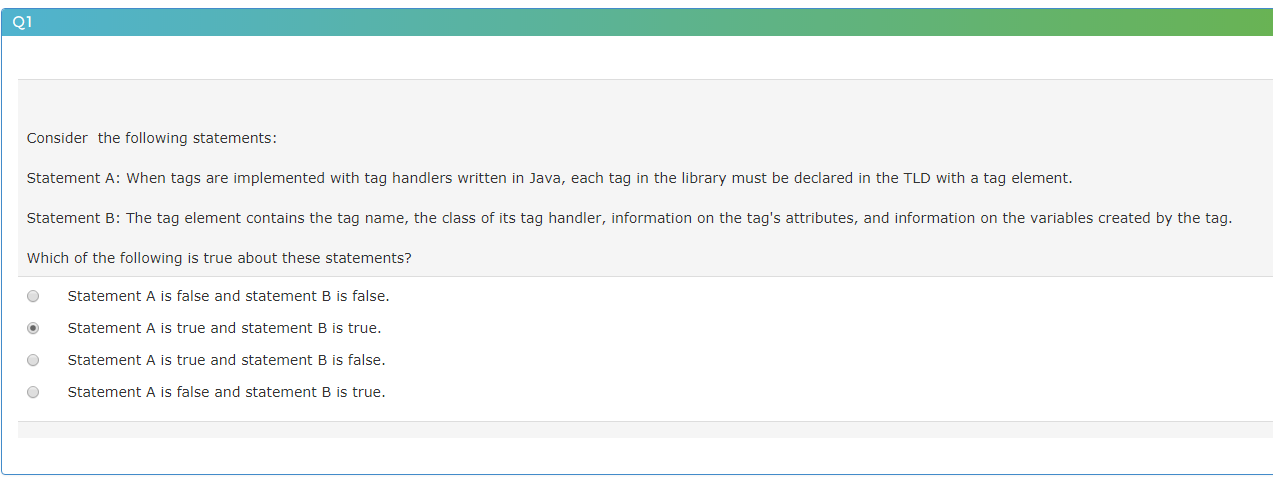 Q1
Consider  the following statements:
Statement A: When tags are implemented with tag handlers written in Java, each tag in the library must be declared in the TLD with a tag element.
Statement B: The tag element contains the tag name, the class of its tag handler, information on the tag's attributes, and information on the variables created by the tag.
Which of the following is true about these statements?
Statement A is false and statement B is false.
Statement A is true and statement B is true.
Statement A is true and statement B is false.
Statement A is false and statement B is true.